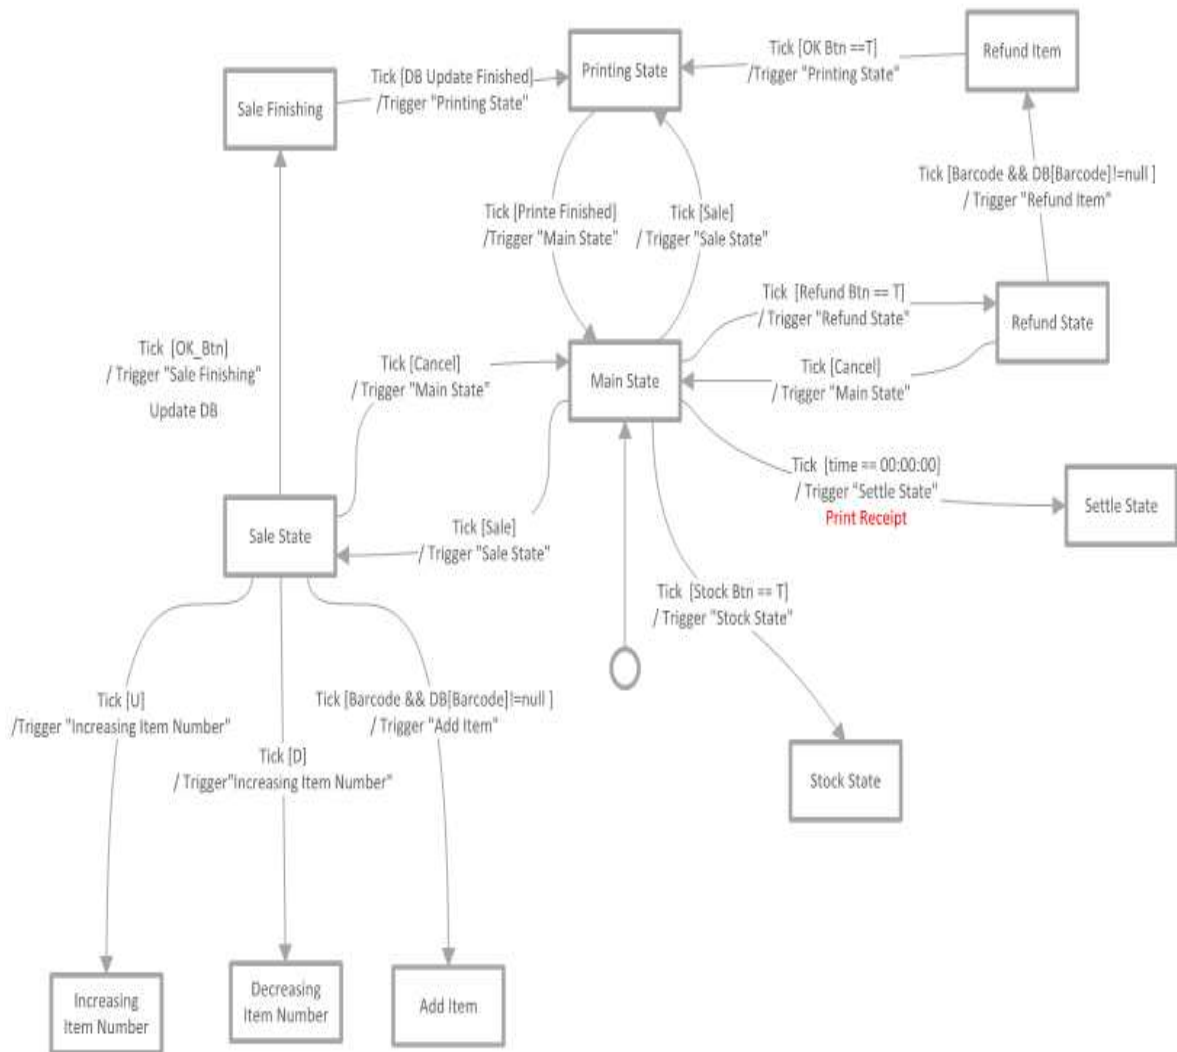 Tick [OK Btn ==T]
/Trigger "Printing State"
Refund Item
Printing State
Tick [DB Update Finished]
/Trigger "Printing State"
Sale Finishing
Tick [Barcode && DB[Barcode]!=null ]
/ Trigger "Refund Item"
Tick [Printe Finished]
/Trigger "Main State"
Tick [Sale]
/ Trigger "Sale State"
Tick  [Refund Btn == T]
/ Trigger "Refund State"
Refund State
Tick  [OK_Btn]
/ Trigger "Sale Finishing"
Update DB
Tick [Cancel]
/ Trigger "Main State"
Main State
Tick [Cancel]
/ Trigger "Main State"
Tick  [time == 00:00:00]
/ Trigger "Settle State"
Print Receipt
Settle State
Sale State
Tick [Sale]
/ Trigger "Sale State"
Tick  [Stock Btn == T]
/ Trigger "Stock State"
Tick [U]
/Trigger "Increasing Item Number"
Tick [Barcode && DB[Barcode]!=null ]
/ Trigger "Add Item"
Tick [D]
/ Trigger"Increasing Item Number"
Stock State
Increasing
Item Number
Decreasing
Item Number
Add Item